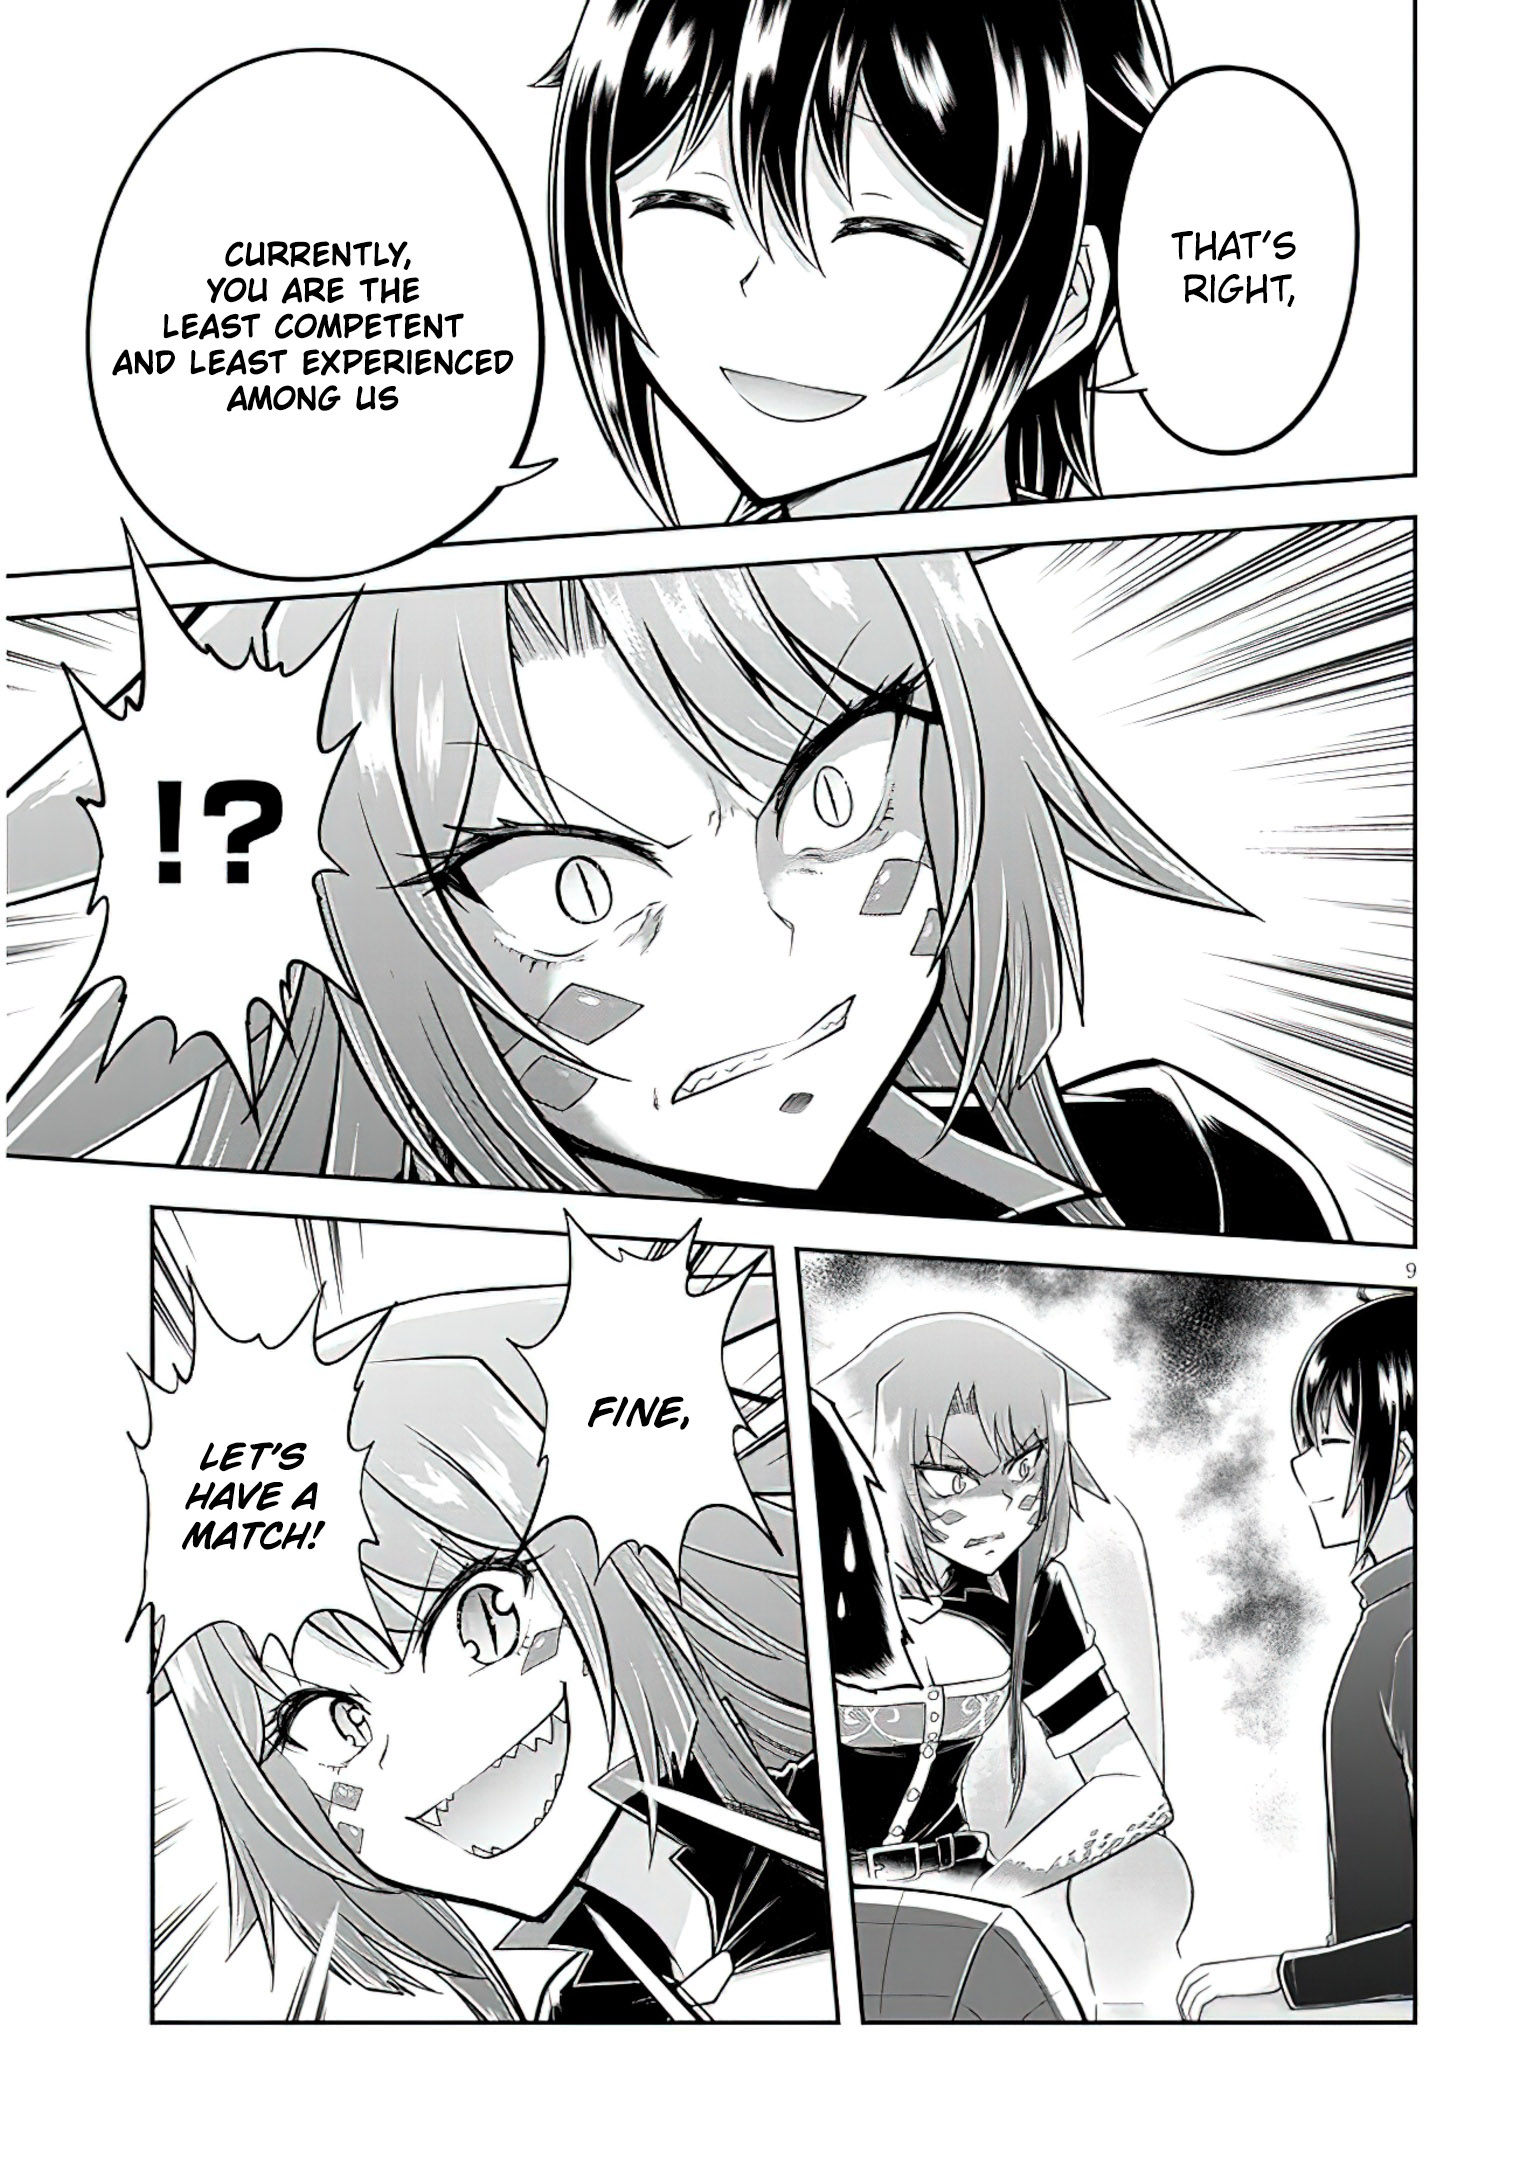 THAT'S
RIGHT,
CURRENTLY,
YOU ARE THE
LEAST COMPETENT
AND LEAST EXPERIENCED
AMONG US
!?
9
FINE,
LET'S
HAVE A
MATCH!